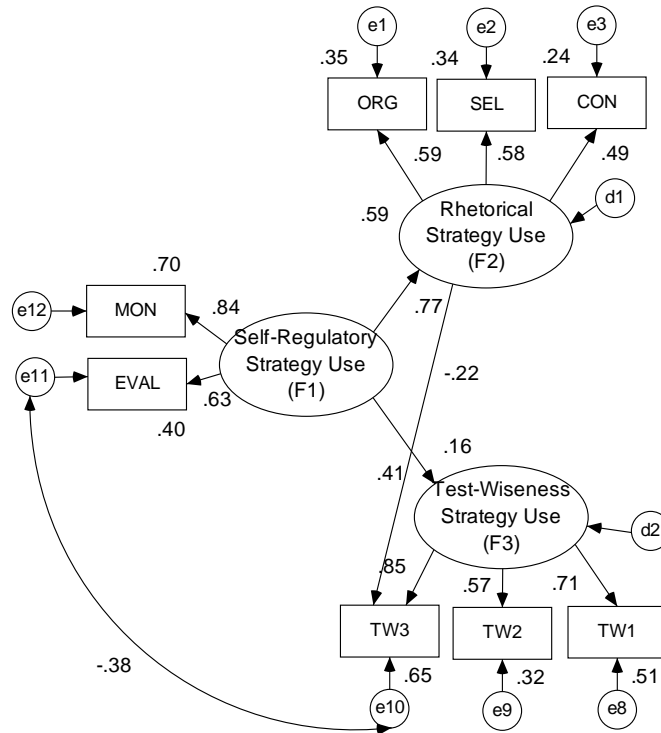 e1
e2
e3
.35
.34
.24
ORG
SEL
CON
.59
.58
.49
.59
Rhetorical
Strategy Use
(F2)
d1
.70
e12
MON
.84
.77
Self-Regulatory
Strategy Use
(F1)
e11
EVAL
.63
.40
-.22
.16
.41
Test-Wiseness
Strategy Use
(F3)
d2
.85
.57
.71
TW3
TW2
TW1
-.38
.65
.32
.51
e10
e9
e8